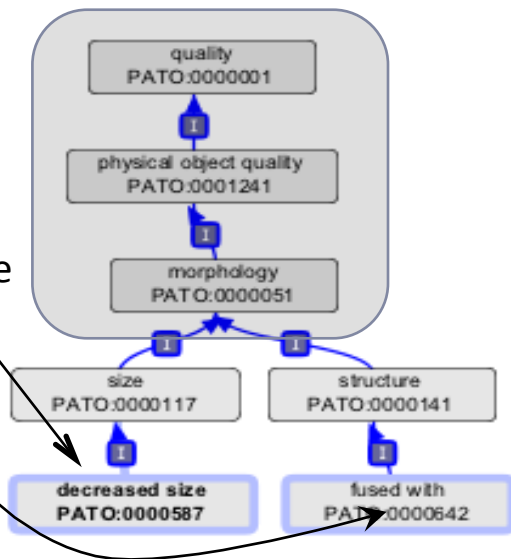 quality
PATO:0000001
I
physical object quality
PATO:0001241
I
e
morphology
PATO:0000051
I
I
size
PATO:0000117
structure
PATO:0000141
I
I
decreased size
PATO:0000587
fused with
PATO:0000642